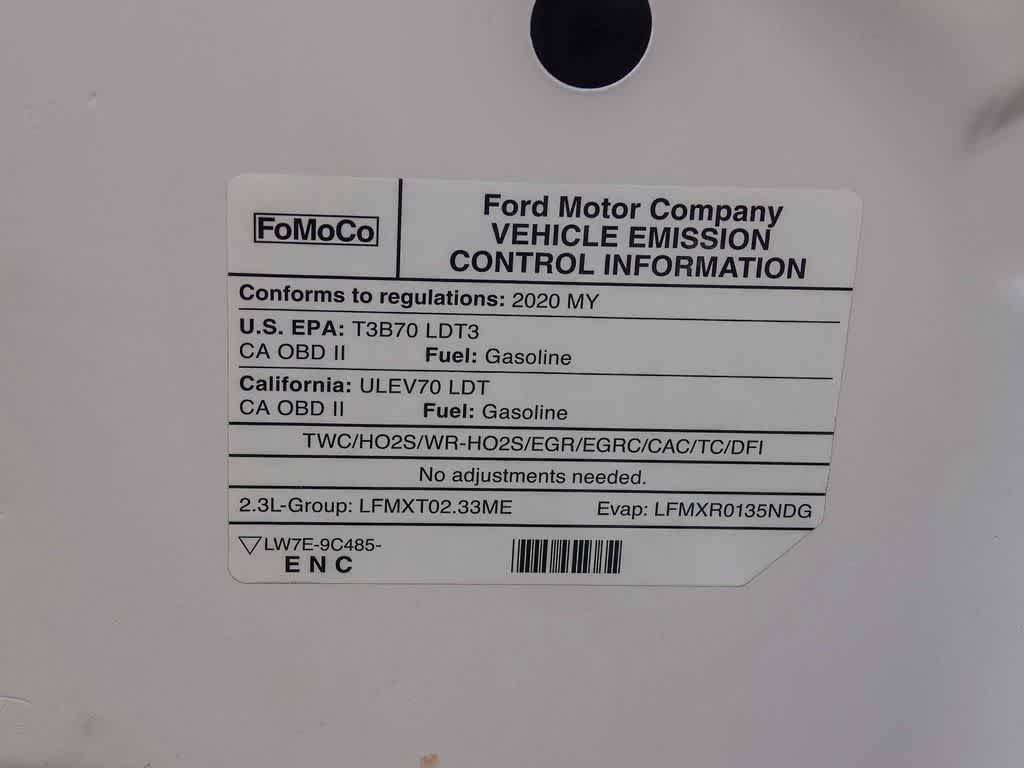 FoMoCo
Ford Motor Company
VEHICLE EMISSION
CONTROL INFORMATION
Conforms to regulations: 2020 MY
U.S. EPA: T3B70 LDT3
CA OBD II Fuel: Gasoline
California: ULEV70 LDT
CA OBD II Fuel: Gasoline
TWC/HO2S/WR-HO2S/EGR/EGRC/CAC/TC/DFI
No adjustments needed.
2.3L-Group: LFMXT02.33ME Evap: LFMXR0135NDG
LW7E-9C485-
E N C